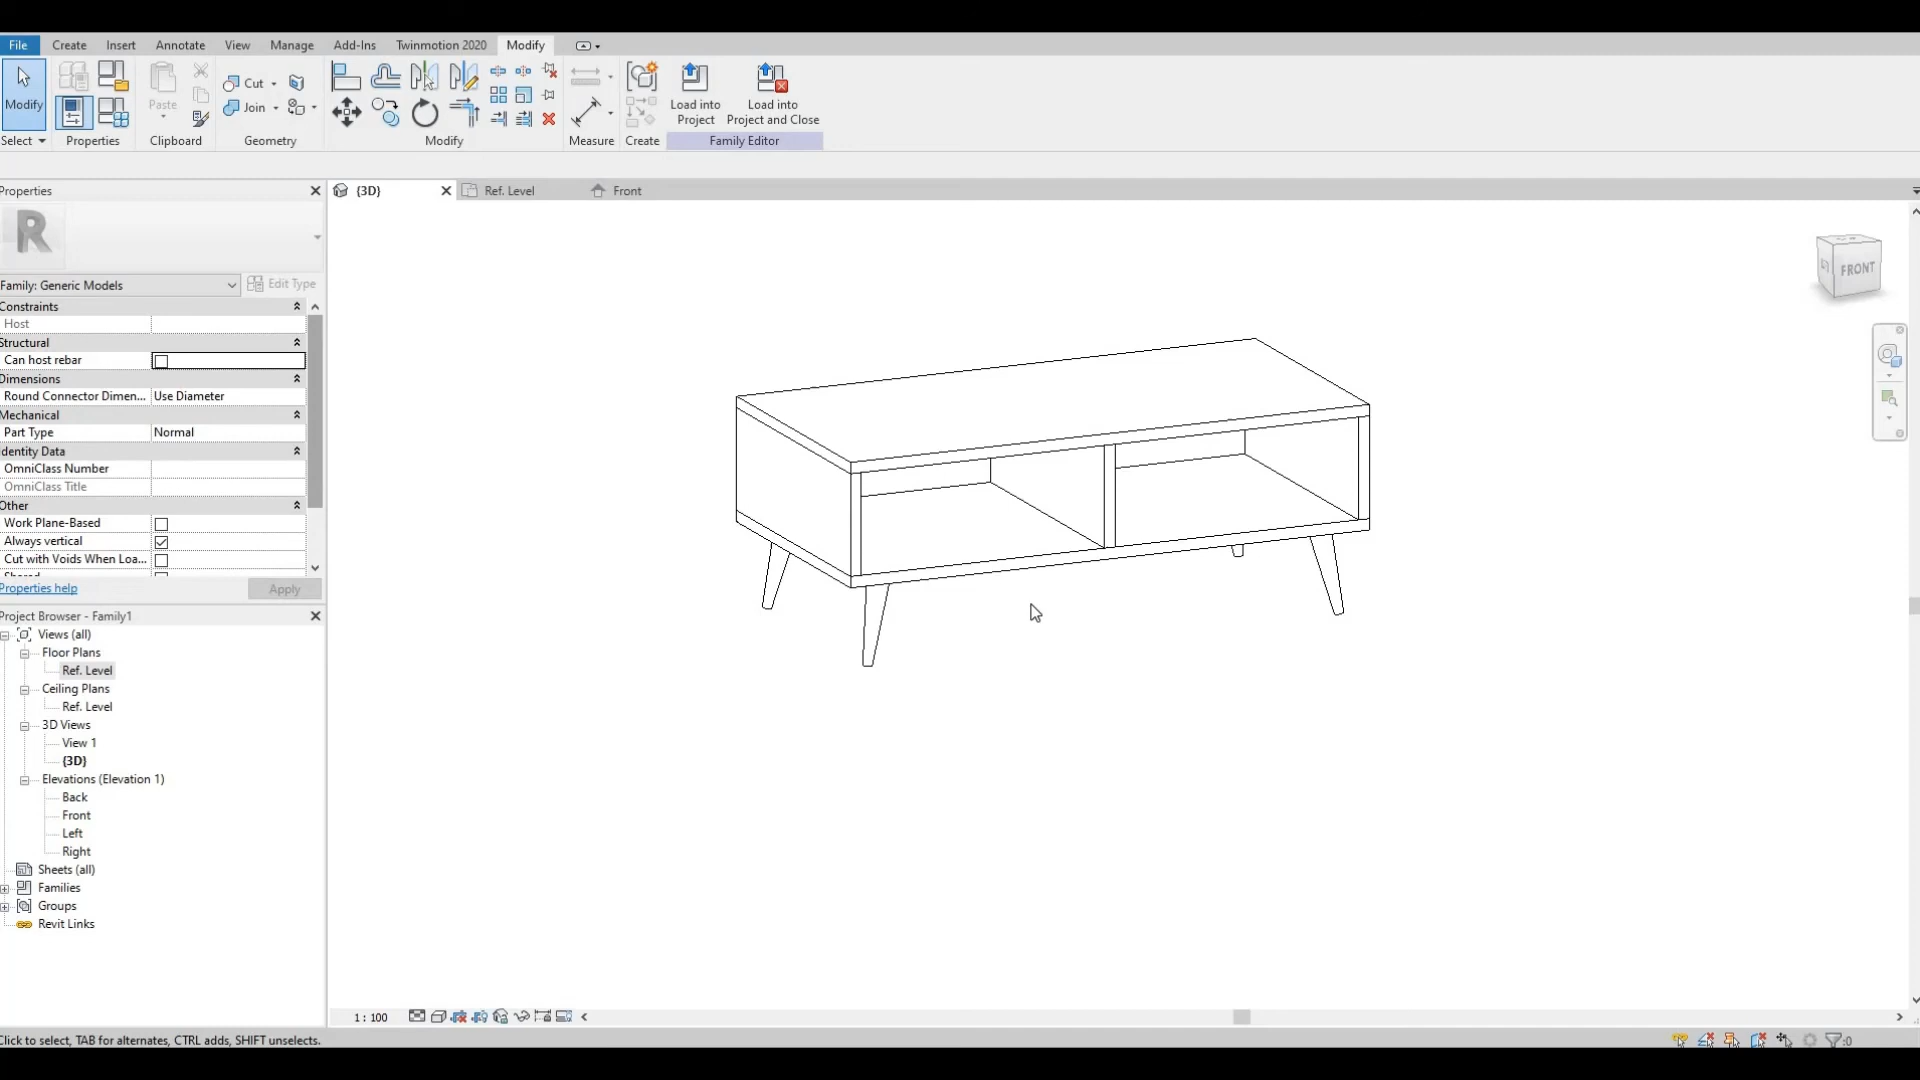 File Create Insert Annotate View Manage Add-Ins Twinmotion 2020 Modify
Modify Paste Cut Join Load into Project Load into Project and Close
Select Properties Clipboard Geometry Modify Measure Create Family Editor
Properties
{3D} Ref. Level Front
R
FRONT
Family: Generic Models Edit Type
Constraints
Host
Structural
Can host rebar
Dimensions
Round Connector Dimen... Use Diameter
Mechanical
Part Type Normal
Identity Data
OmniClass Number
OmniClass Title
Other
Work Plane-Based
Always vertical
Cut with Voids When Loa...
Shared
Properties help Apply
Project Browser - Family1
Views (all)
Floor Plans
Ref. Level
Ceiling Plans
Ref. Level
3D Views
View 1
{3D}
Elevations (Elevation 1)
Back
Front
Left
Right
Sheets (all)
Families
Groups
Revit Links
1 : 100
Click to select, TAB for alternates, CTRL adds, SHIFT unselects. :0